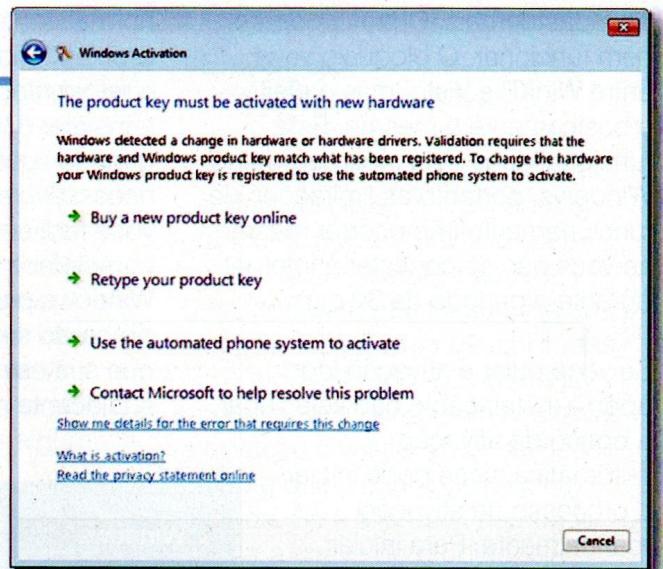 Windows Activation
The product key must be activated with new hardware
Windows detected a change in hardware or hardware drivers. Validation requires that the
hardware and Windows product key match what has been registered. To change the hardware
your Windows product key is registered to use the automated phone system to activate.
Buy a new product key online
Retype your product key
Use the automated phone system to activate
Contact Microsoft to help resolve this problem
Show me details for the error that requires this change
What is activation?
Read the privacy statement online
Cancel